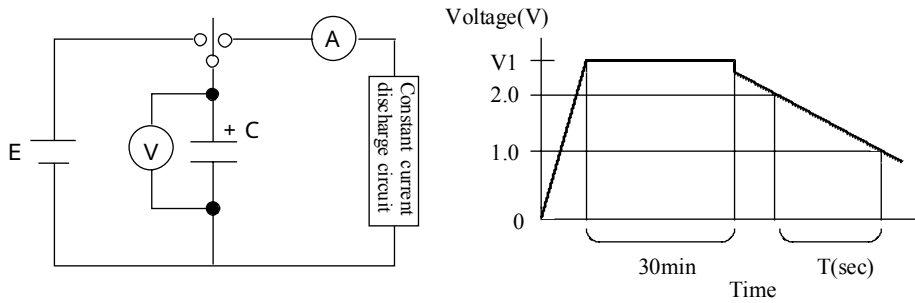 A
Constant current
discharge circuit
+ C
V
E
Voltage(V)
V1
2.0
1.0
0
30min
T(sec)
Time